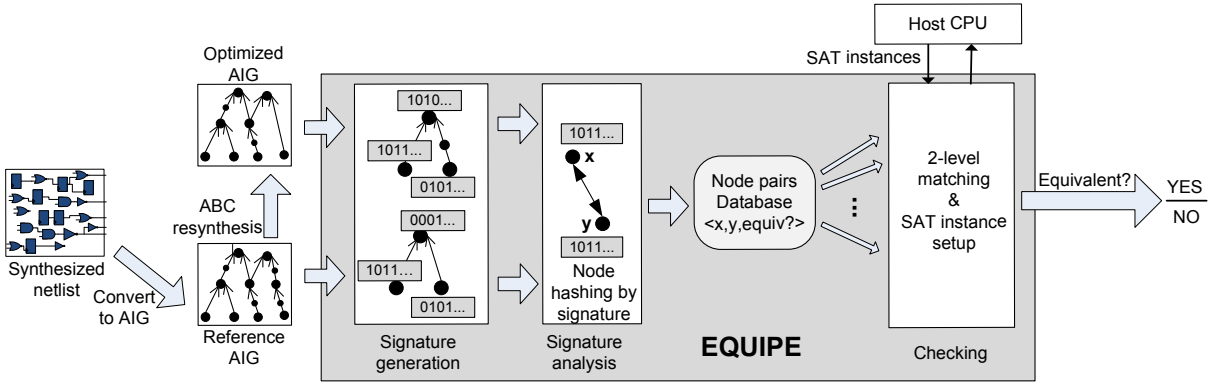 Host CPU
SAT instances
Optimized
AIG
1010...
1011...
0101...
0001...
1011...
0101...
1011...
x
y
1011...
Node
hashing by
signature
Node pairs
Database
<x,y,equiv?>
...
2-level
matching
&
SAT instance
setup
Equivalent?
YES
NO
ABC
resynthesis
Synthesized
netlist
Convert
to AIG
Reference
AIG
Signature
generation
Signature
analysis
EQUIPE
Checking